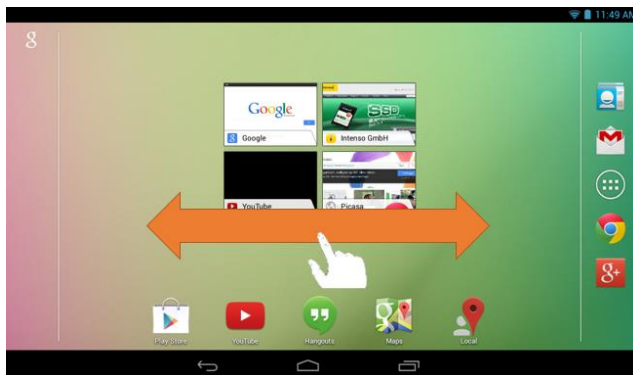 11:49 AM
g
Google
SSD
Google
Intenso GmbH
YouTube
Picasa
g+
Play Store
YouTube
Hangouts
Maps
Local